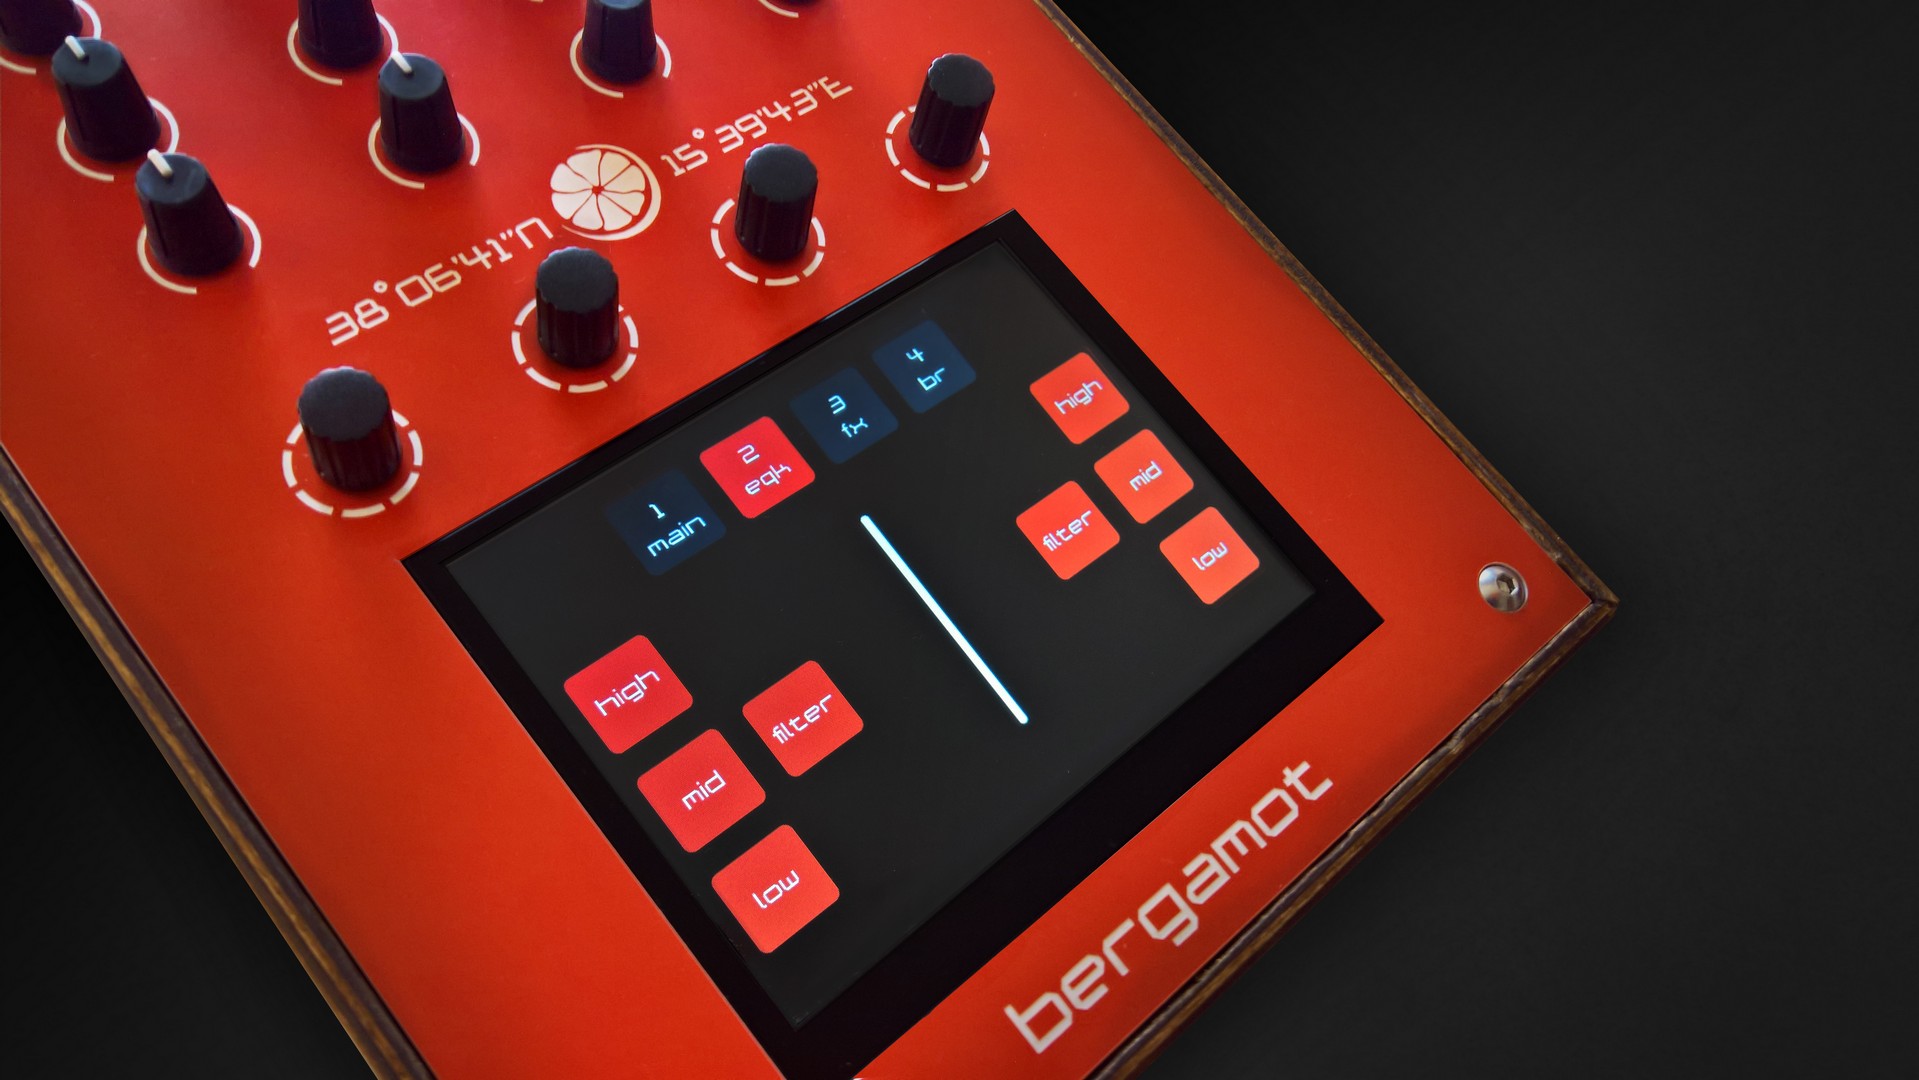 38°06'41"N 15°39'43"E
1
main
2
eqk
3
fx
4
br
high
mid
low
filter
high
mid
low
filter
bergamot